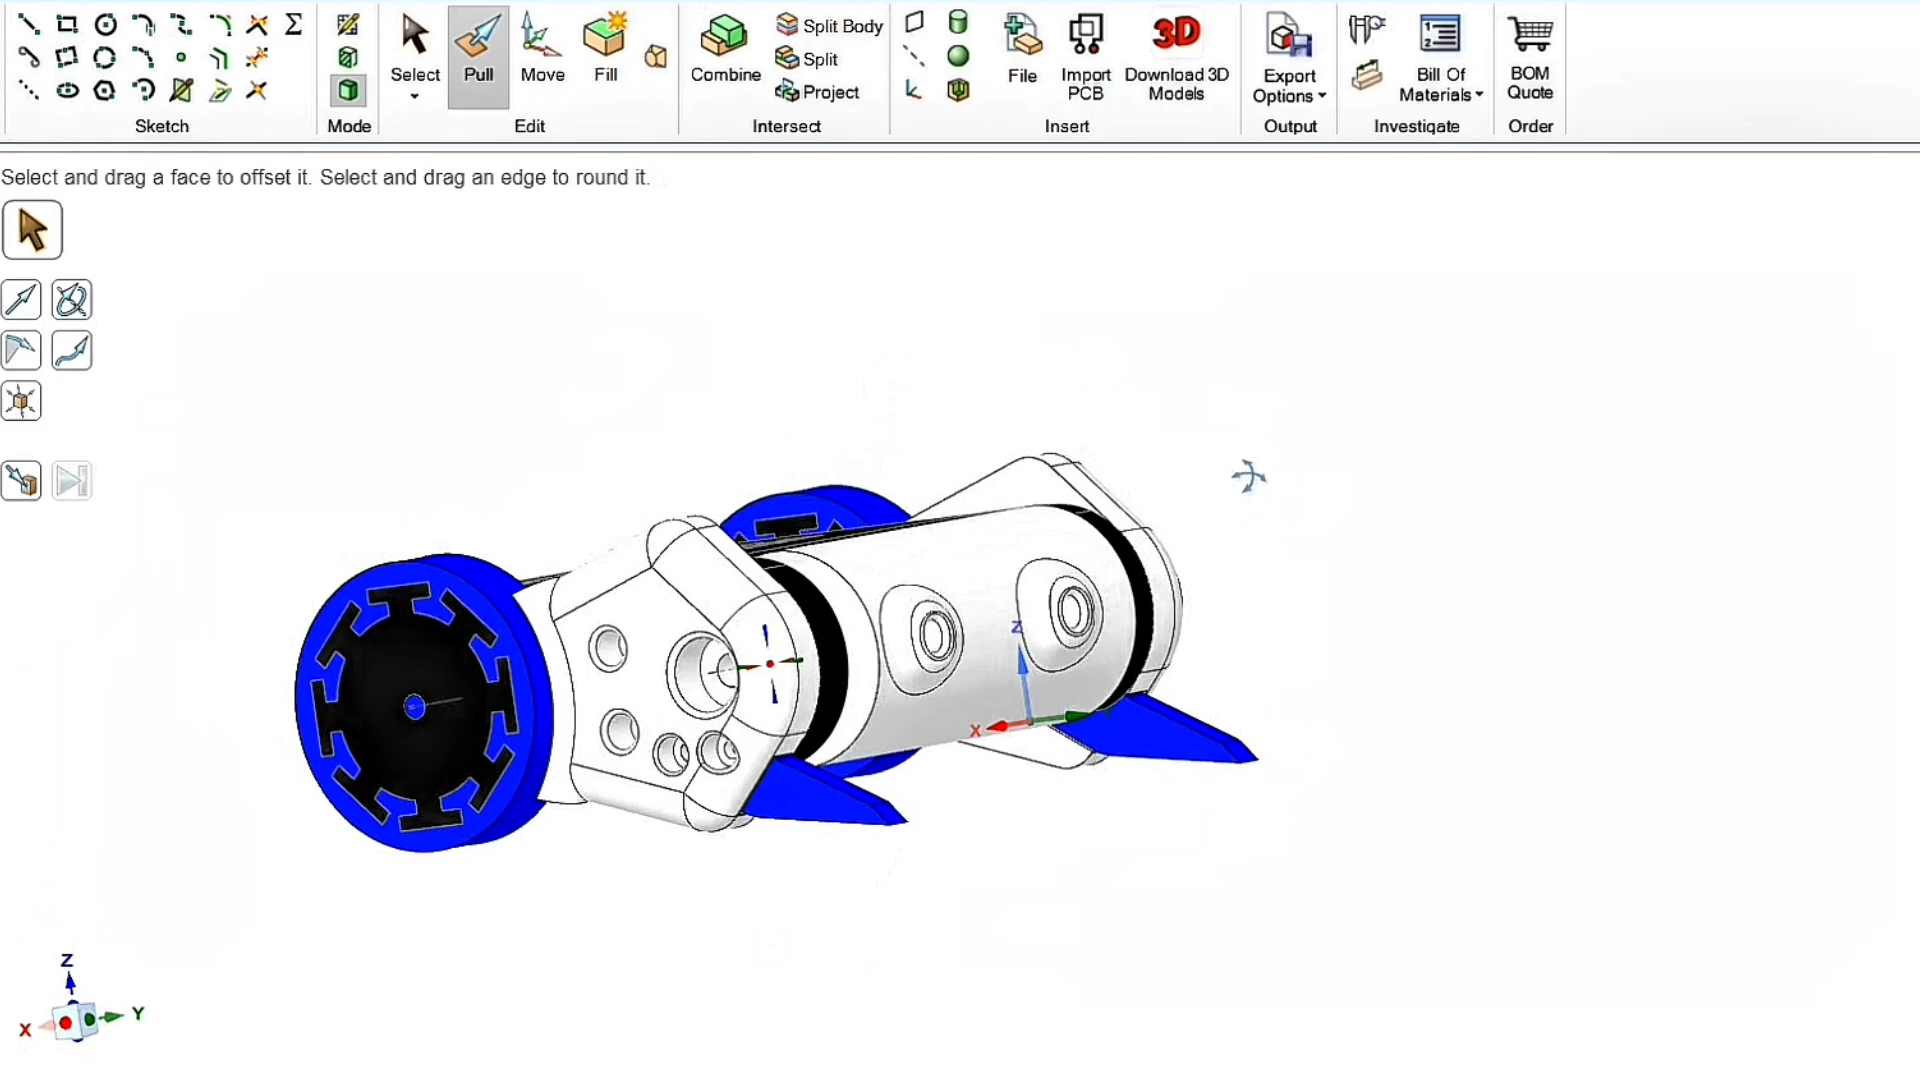 Select
Pull
Move
Fill
Combine
Split Body
Split
Project
File
Import
PCB
3D
Download 3D
Models
Export
Options
Bill Of
Materials
BOM
Quote
Sketch
Mode
Edit
Intersect
Insert
Output
Investigate
Order
Select and drag a face to offset it. Select and drag an edge to round it.
Z
X
Z
X
Y